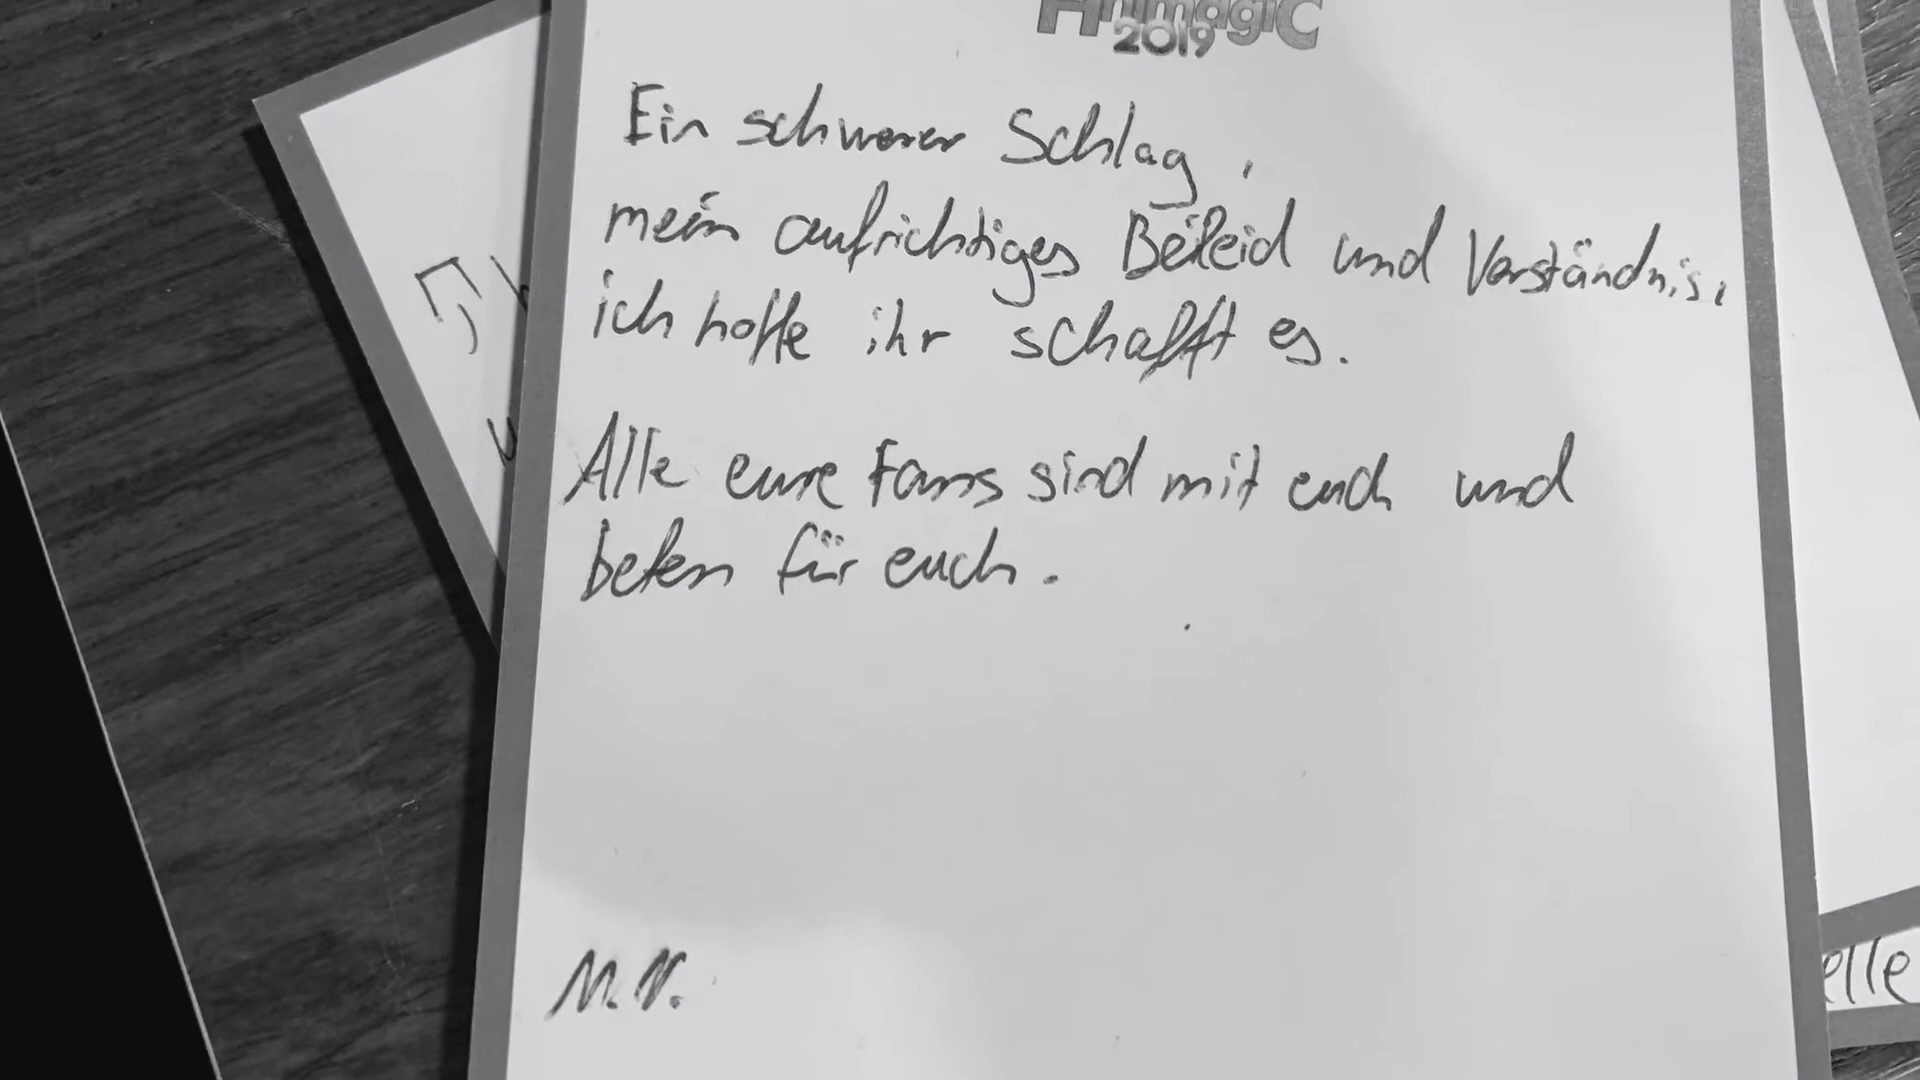 AnimagiC
2019
Ein schwerer Schlag,
mein aufrichtiges Beileid und Verständnis,
ich hoffe ihr schafft es.
Alle eure Fans sind mit euch und
beten für euch.
M.N.
elle